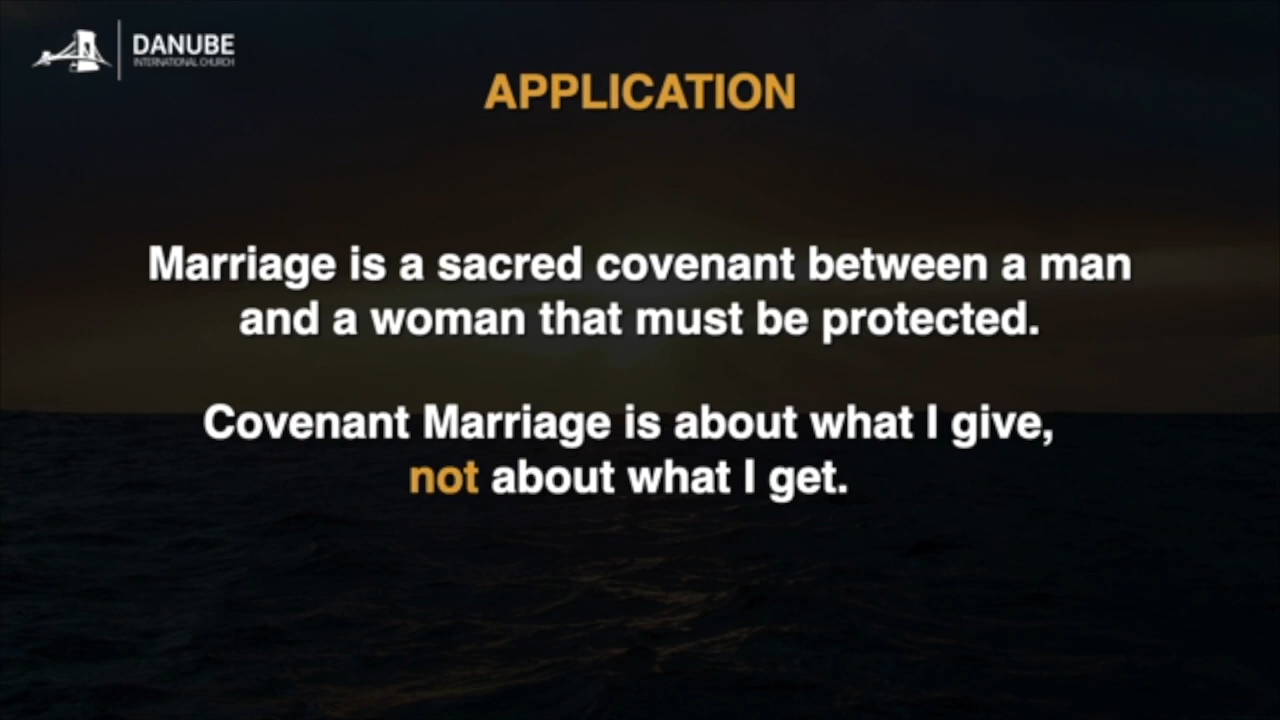 DANUBE
INTERNATIONAL CHURCH
APPLICATION
Marriage is a sacred covenant between a man
and a woman that must be protected.
Covenant Marriage is about what I give,
not about what I get.